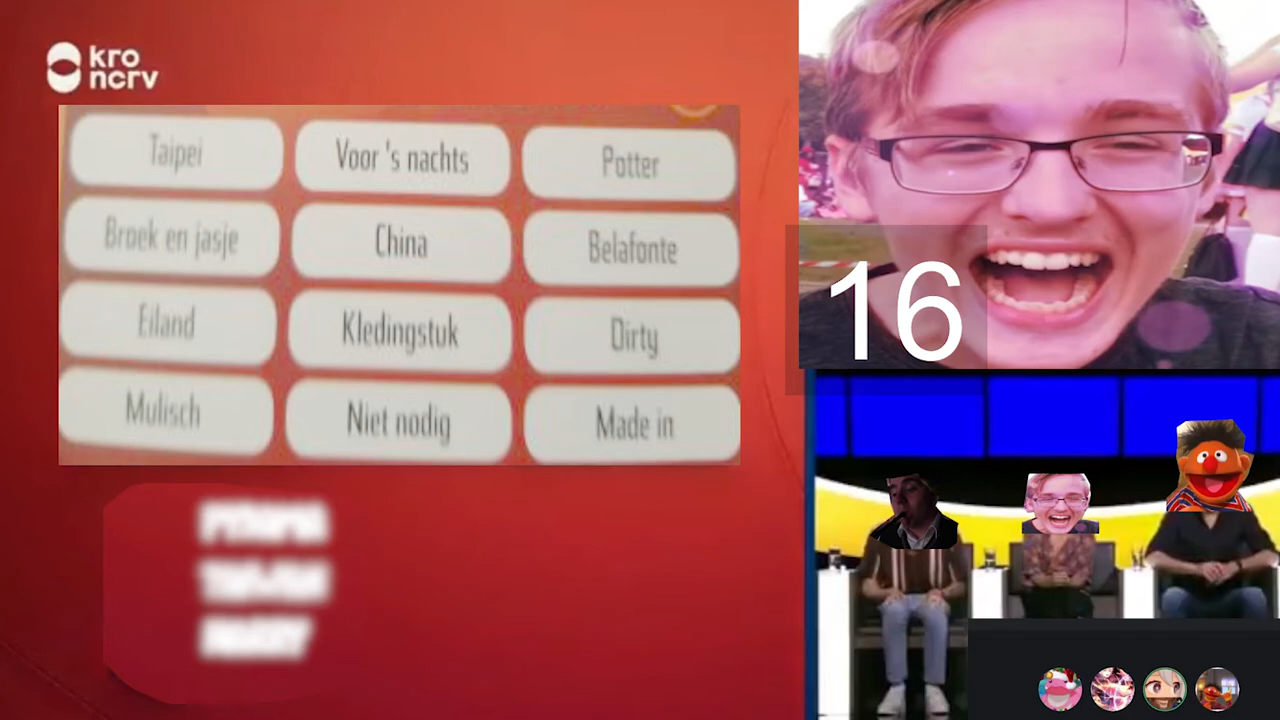 kro
ncrv
Taipei
Voor 's nachts
Potter
Broek en jasje
China
Belafonte
Eiland
Kledingstuk
Dirty
Mulisch
Niet nodig
Made in
16